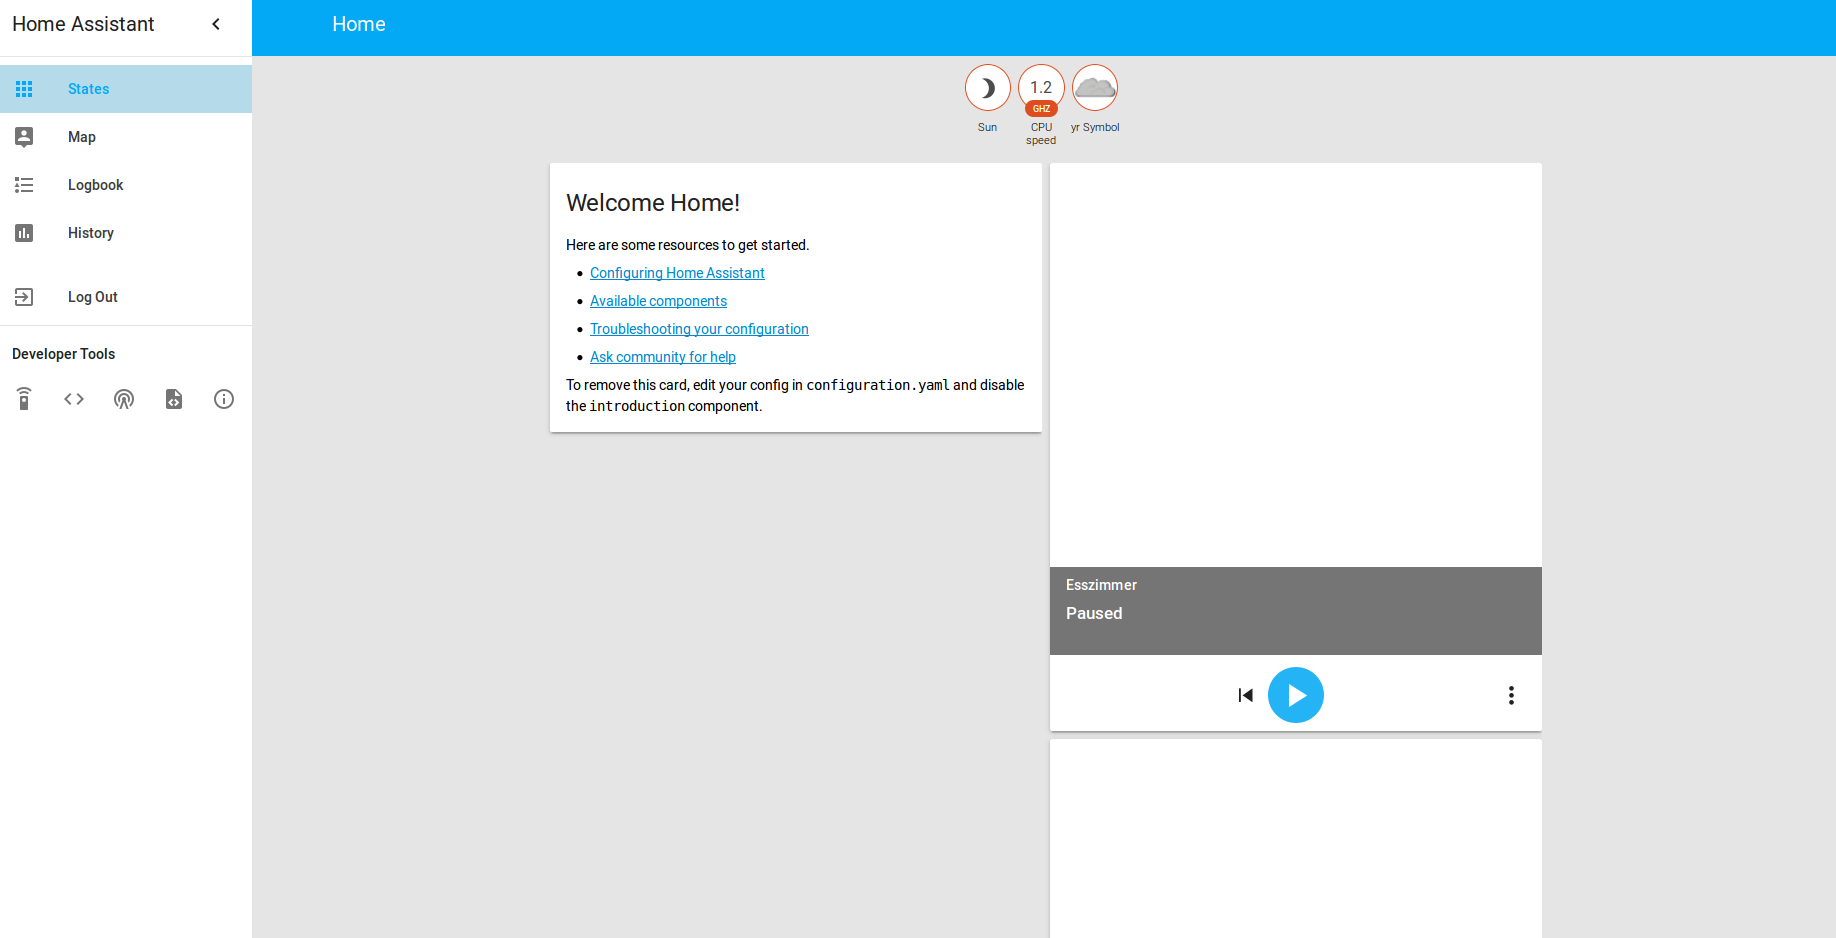 Home Assistant
States
Map
Logbook
History
Log Out
Developer Tools
Home
1.2
GHZ
Sun
CPU
speed
yr Symbol
Welcome Home!
Here are some resources to get started.
Configuring Home Assistant
Available components
Troubleshooting your configuration
Ask community for help
To remove this card, edit your config in configuration.yaml and disable
the introduction component.
Esszimmer
Paused